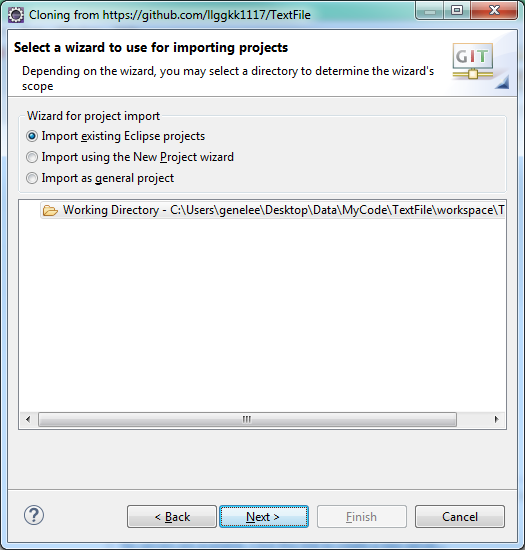 Cloning from https://github.com/llggkk1117/TextFile
Select a wizard to use for importing projects
Depending on the wizard, you may select a directory to determine the wizard's
scope
GIT
Wizard for project import
Import existing Eclipse projects
Import using the New Project wizard
Import as general project
Working Directory - C:\Users\genelee\Desktop\Data\MyCode\TextFile\workspace\T
?
< Back
Next >
Finish
Cancel